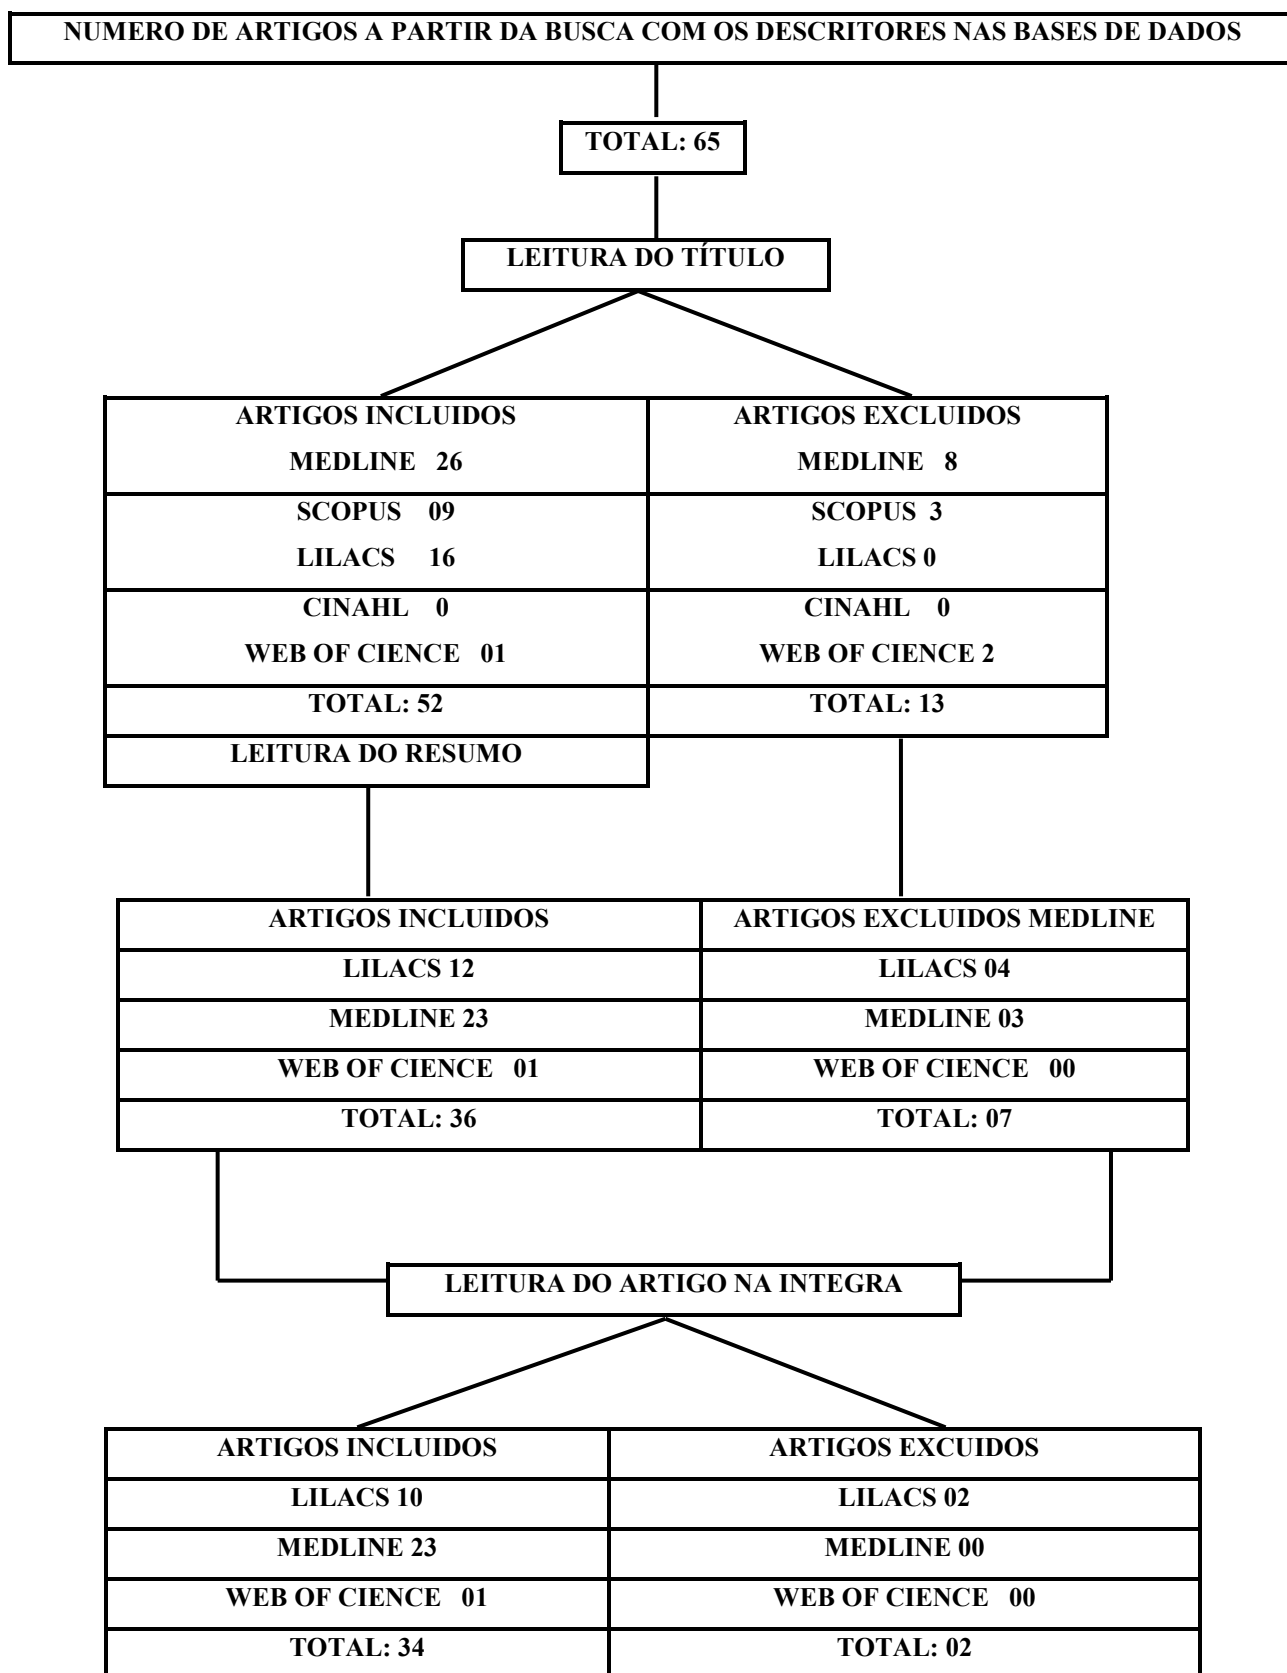 NUMERO DE ARTIGOS A PARTIR DA BUSCA COM OS DESCRITORES NAS BASES DE DADOS
TOTAL: 65
LEITURA DO TÍTULO
ARTIGOS INCLUIDOS
MEDLINE 26
ARTIGOS EXCLUIDOS
MEDLINE 8
SCOPUS 09
LILACS 16
SCOPUS 3
LILACS 0
CINAHL 0
WEB OF CIENCE 01
CINAHL 0
WEB OF CIENCE 2
TOTAL: 52
TOTAL: 13
LEITURA DO RESUMO
ARTIGOS INCLUIDOS
ARTIGOS EXCLUIDOS MEDLINE
LILACS 12
LILACS 04
MEDLINE 23
MEDLINE 03
WEB OF CIENCE 01
WEB OF CIENCE 00
TOTAL: 36
TOTAL: 07
LEITURA DO ARTIGO NA INTEGRA
ARTIGOS INCLUIDOS
ARTIGOS EXCUIDOS
LILACS 10
LILACS 02
MEDLINE 23
MEDLINE 00
WEB OF CIENCE 01
WEB OF CIENCE 00
TOTAL: 34
TOTAL: 02